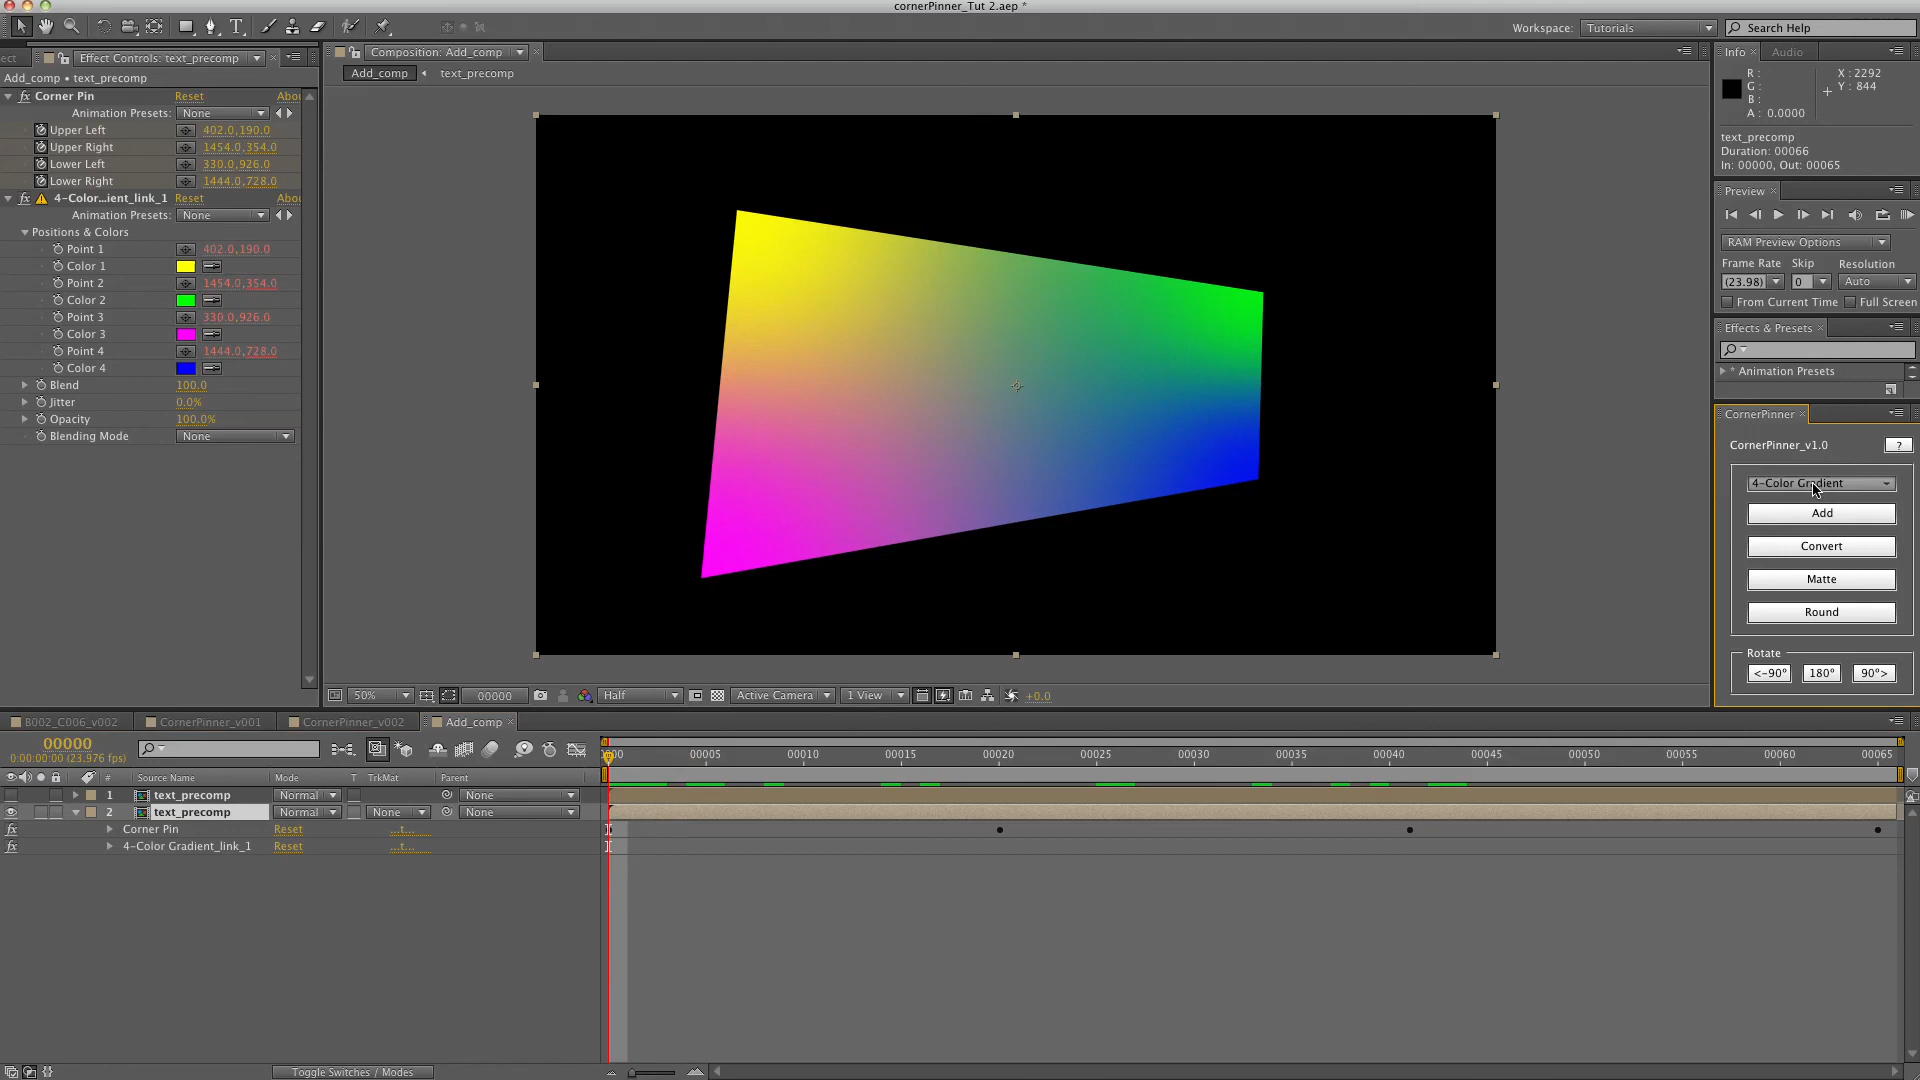 cornerPinner_Tut 2.aep *
Workspace: Tutorials Search Help
ect Effect Controls: text_precomp
Add_comp • text_precomp
Corner Pin Reset Abou
Animation Presets: None
Upper Left 402.0,190.0
Upper Right 1454.0,354.0
Lower Left 330.0,926.0
Lower Right 1444.0,728.0
4-Color...ient_link_1 Reset Abou
Animation Presets: None
Positions & Colors
Point 1 402.0,190.0
Color 1
Point 2 1454.0,354.0
Color 2
Point 3 330.0,926.0
Color 3
Point 4 1444.0,728.0
Color 4
Blend 100.0
Jitter 0.0%
Opacity 100.0%
Blending Mode None
Composition: Add_comp
Add_comp text_precomp
50% 00000 Half Active Camera 1 View +0.0
Info Audio
R : X : 2292
G : Y : 844
B :
A : 0.0000
text_precomp
Duration: 00066
In: 00000, Out: 00065
Preview
RAM Preview Options
Frame Rate Skip Resolution
(23.98) 0 Auto
From Current Time Full Screen
Effects & Presets
* Animation Presets
CornerPinner
CornerPinner_v1.0 ?
4-Color Gradient
Add
Convert
Matte
Round
Rotate
<-90° 180° 90°>
B002_C006_v002 CornerPinner_v001 CornerPinner_v002 Add_comp
00000
0:00:00:00 (23.976 fps)
00005 00010 00015 00020 00025 00030 00035 00040 00045 00050 00055 00060 00065
# Source Name Mode T TrkMat Parent
1 text_precomp Normal None
2 text_precomp Normal None None
Corner Pin Reset ...t...
4-Color Gradient_link_1 Reset ...t...
Toggle Switches / Modes